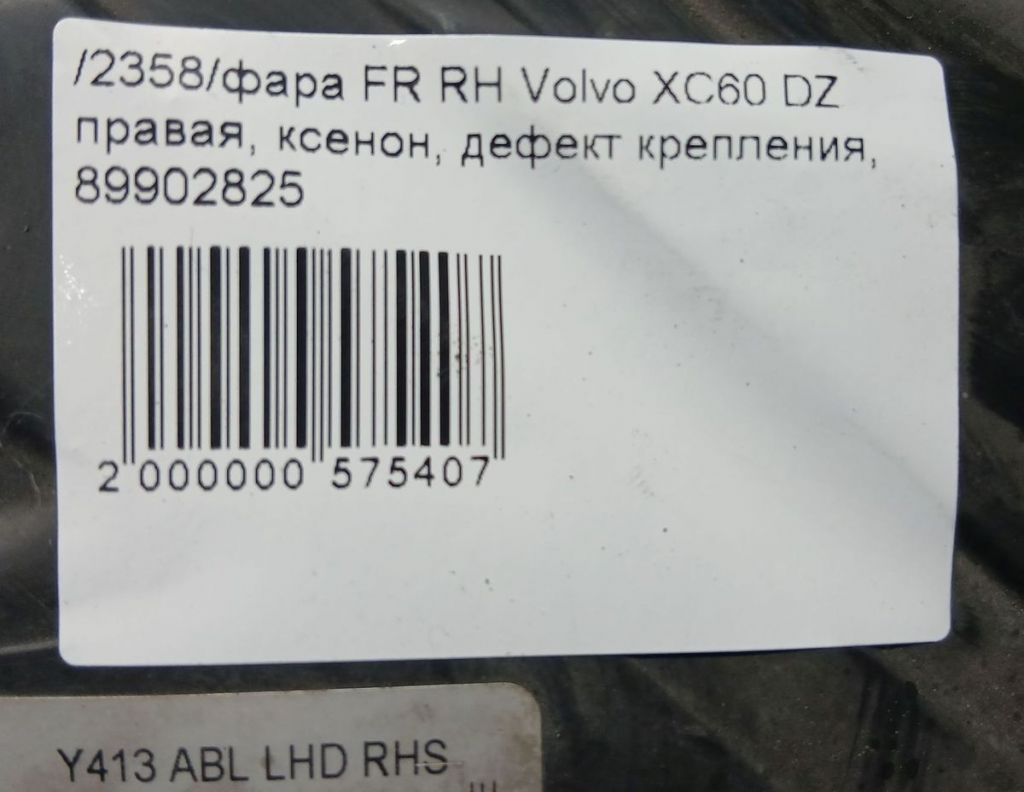 /2358/фара FR RH Volvo XC60 DZ
правая, ксенон, дефект крепления,
89902825
2 000000 575407
Y413 ABL LHD RHS